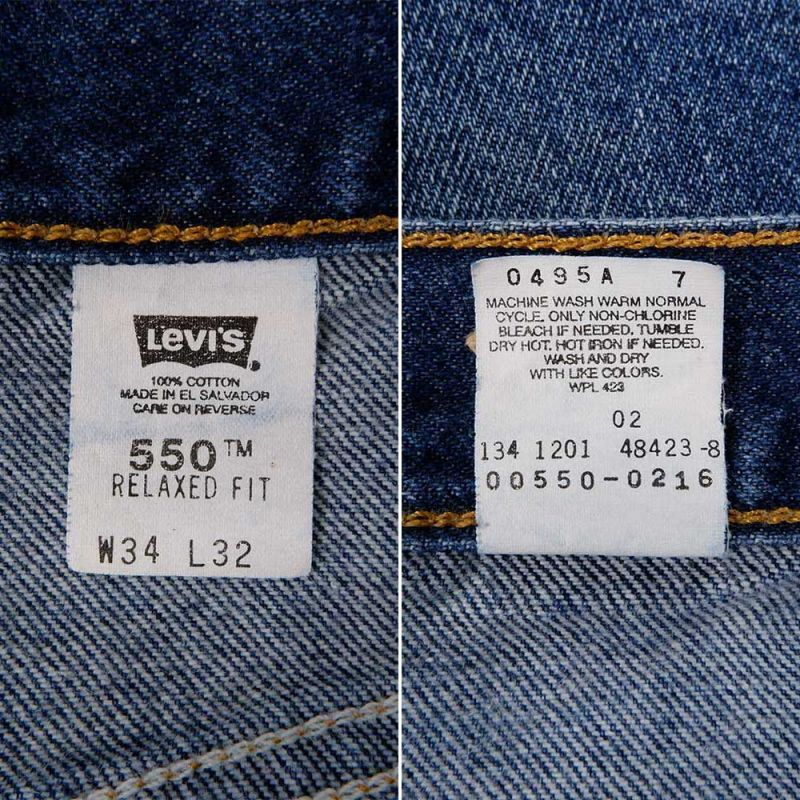 Levi's
100% COTTON
MADE IN EL SALVADOR
CARE ON REVERSE
550™
RELAXED FIT
W34 L32
0495A 7
MACHINE WASH WARM NORMAL
CYCLE. ONLY NON-CHLORINE
BLEACH IF NEEDED. TUMBLE
DRY HOT. HOT IRON IF NEEDED.
WASH AND DRY
WITH LIKE COLORS.
WPL 423
02
134 1201 48423-8
00550-0216